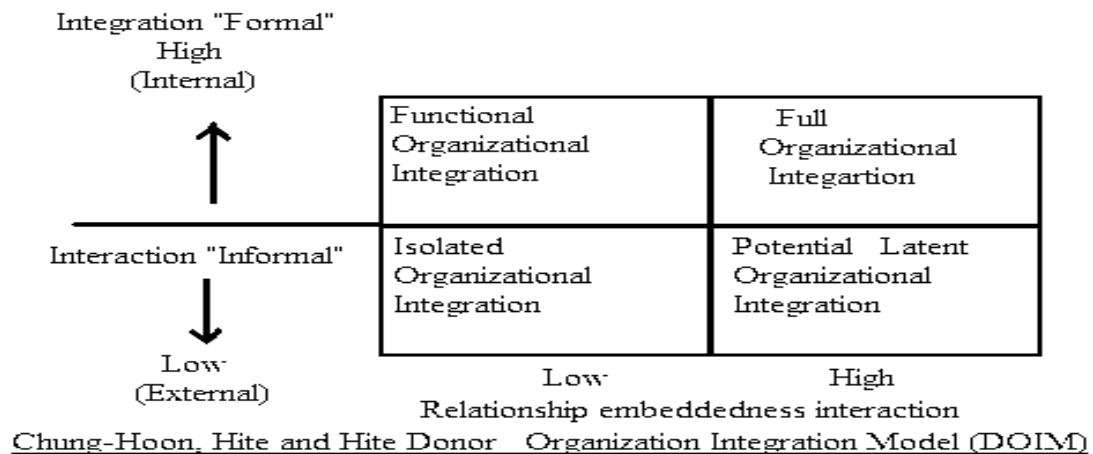 Integration "Formal"
High
(Internal)
Functional
Organizational
Integration
Full
Organizational
Integartion
Interaction "Informal"
Isolated
Organizational
Integration
Potential Latent
Organizational
Integration
Low
(External)
Low High
Relationship embeddedness interaction
Chung-Hoon, Hite and Hite Donor Organization Integration Model (DOIM)